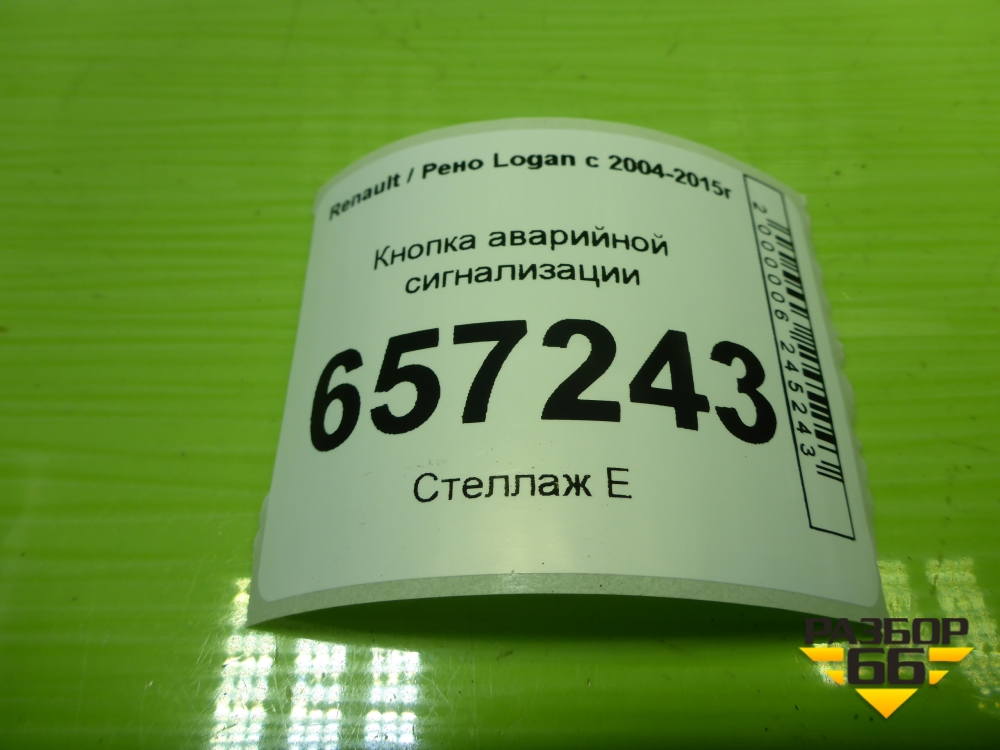 Renault / Рено Logan с 2004-2015г
Кнопка аварийной
сигнализации
657243
Стеллаж Е
2000006245243
РАЗБОР
66